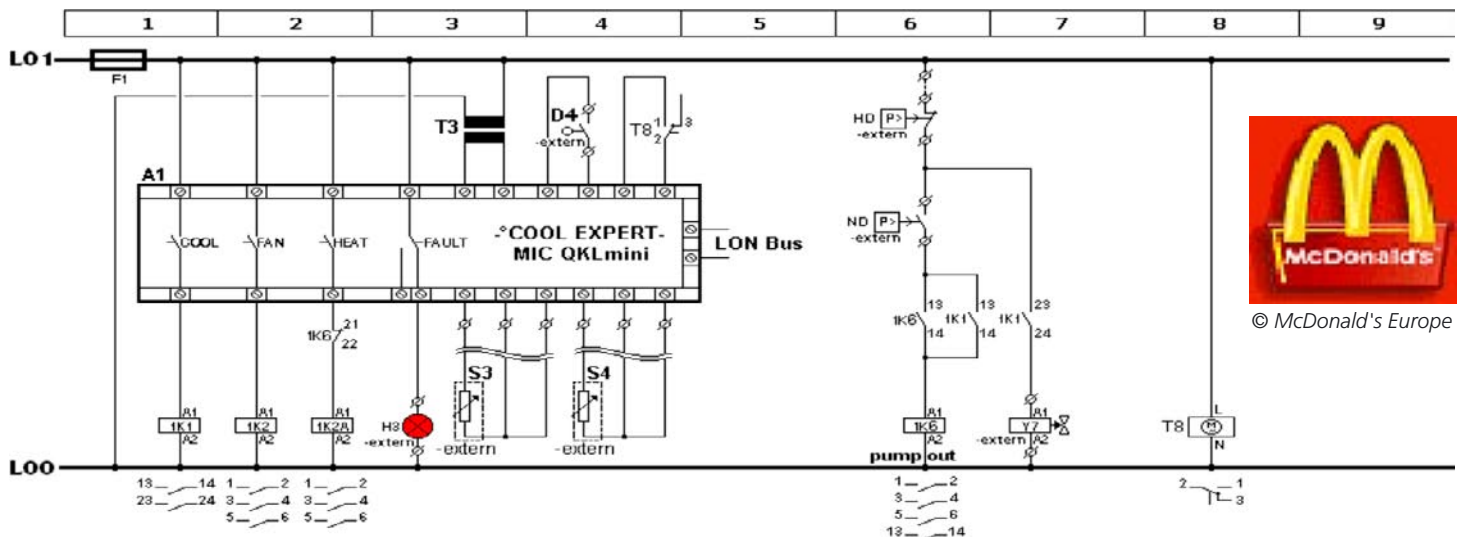 1 2 3 4 5 6 7 8 9
L01
F1
T3
D4
-extern
T8 1 3
2
HD P>
-extern
A1
COOL FAN HEAT FAULT
-°COOL EXPERT-
MIC QKLmini
LON Bus
ND P>
-extern
McDonald's
© McDonald's Europe
1K6 21
22
1K6 13
14
1K1 13
14
1K1 23
24
S3
-extern
S4
-extern
A1
1K1
A2
A1
1K2
A2
A1
1K2A
A2
H3
-extern
A1
1K6
A2
pump out
A1
Y7
-extern A2
L
T8 M
N
L00
13 14
23 24
1 2
3 4
5 6
1 2
3 4
5 6
1 2
3 4
5 6
13 14
2 1
3